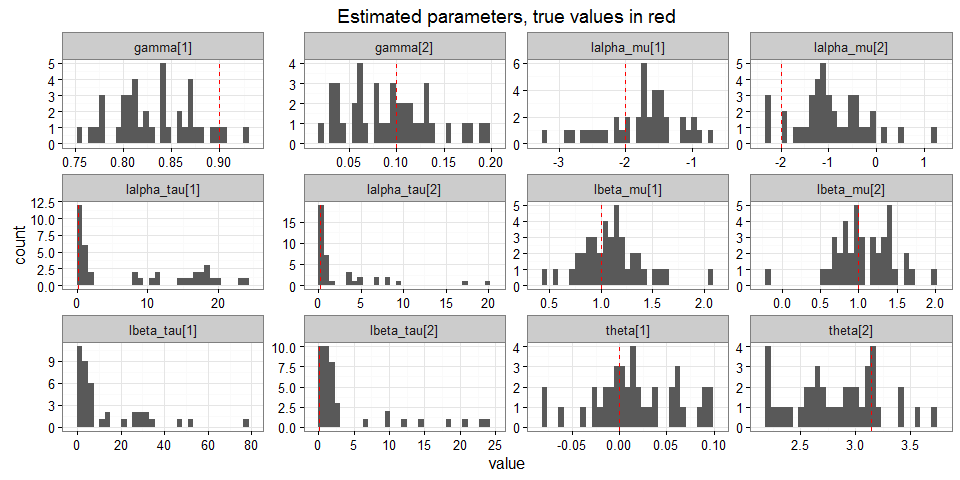 Estimated parameters, true values in red
gamma[1] gamma[2] lalpha_mu[1] lalpha_mu[2]
5 4 3 2 1 0
0.75 0.80 0.85 0.90
4 3 2 1 0
0.05 0.10 0.15 0.20
6 4 2 0
-3 -2 -1
5 4 3 2 1 0
-2 -1 0 1
lalpha_tau[1] lalpha_tau[2] lbeta_mu[1] lbeta_mu[2]
12.5 10.0 7.5 5.0 2.5 0.0
0 10 20
15 10 5 0
0 5 10 15 20
5 4 3 2 1 0
0.5 1.0 1.5 2.0
5 4 3 2 1 0
0.0 0.5 1.0 1.5 2.0
lbeta_tau[1] lbeta_tau[2] theta[1] theta[2]
9 6 3 0
0 20 40 60 80
10.0 7.5 5.0 2.5 0.0
0 5 10 15 20 25
4 3 2 1 0
-0.05 0.00 0.05 0.10
4 3 2 1 0
2.5 3.0 3.5
count
value